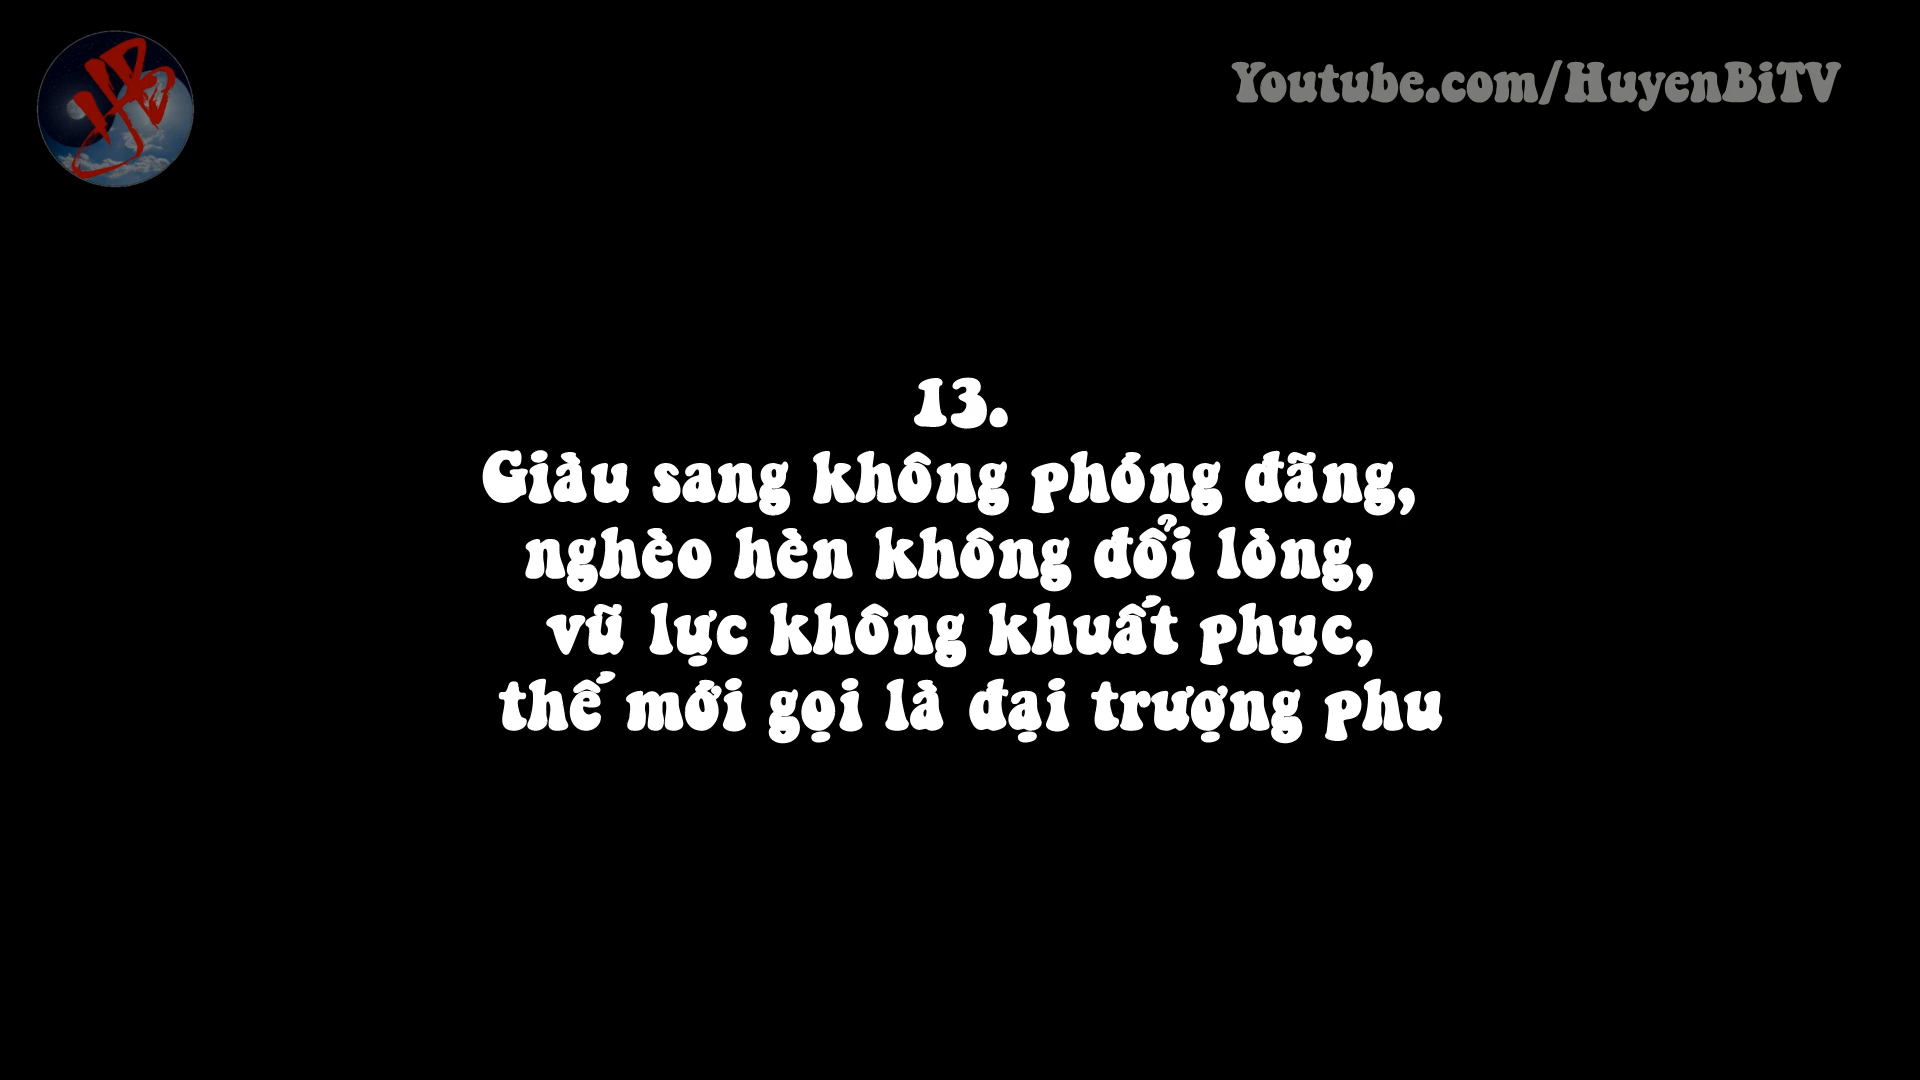 HB
Youtube.com/HuyenBiTV
13.
Giàu sang không phóng đãng,
nghèo hèn không đổi lòng,
vũ lực không khuất phục,
thế mới gọi là đại trượng phu